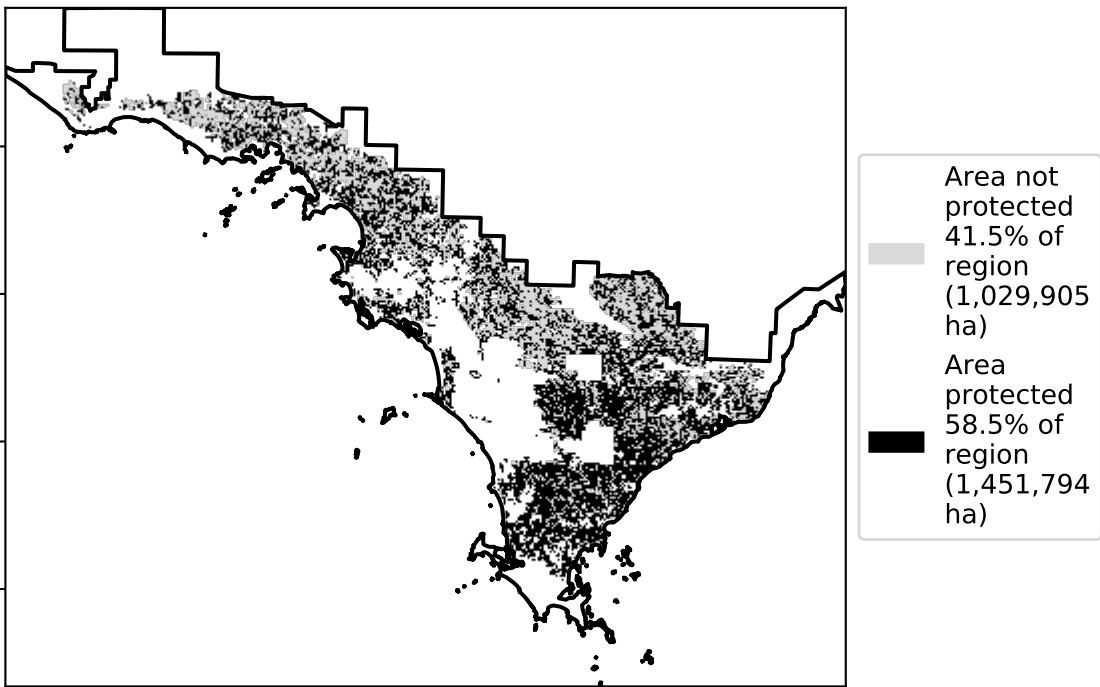 Area not
protected
41.5% of
region
(1,029,905
ha)
Area
protected
58.5% of
region
(1,451,794
ha)